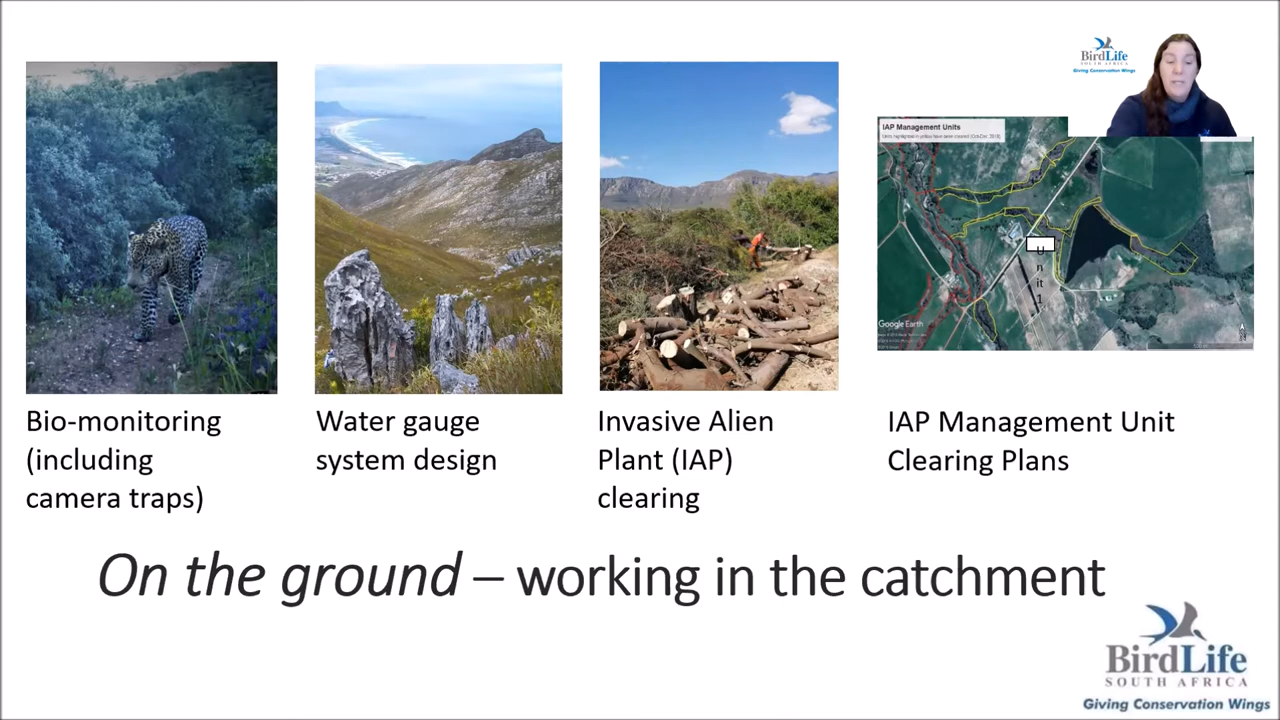 BirdLife
SOUTH AFRICA
Giving Conservation Wings
IAP Management Units
Unit 1
Google Earth
Bio-monitoring
(including
camera traps)
Water gauge
system design
Invasive Alien
Plant (IAP)
clearing
IAP Management Unit
Clearing Plans
On the ground – working in the catchment
BirdLife
SOUTH AFRICA
Giving Conservation Wings